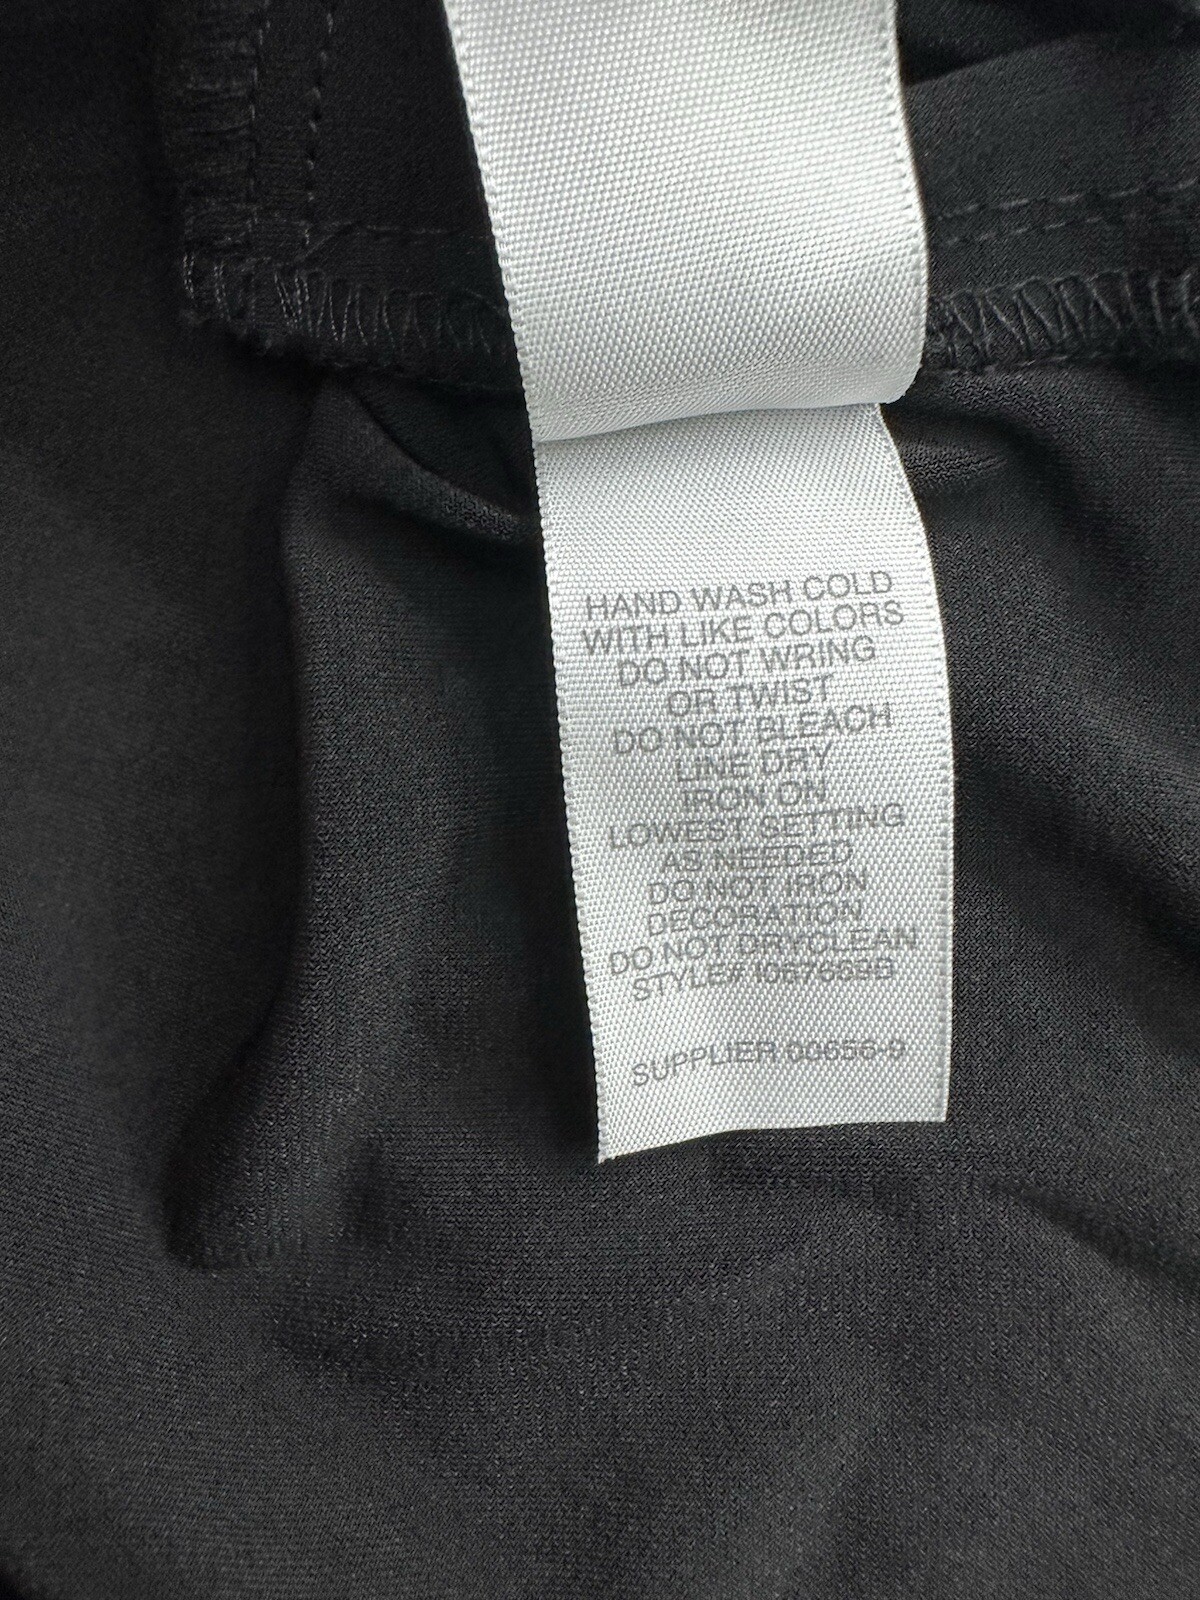 HAND WASH COLD
WITH LIKE COLORS
DO NOT WRING
OR TWIST
DO NOT BLEACH
LINE DRY
IRON ON
LOWEST SETTING
AS NEEDED
DO NOT IRON
DECORATION
DO NOT DRYCLEAN
STYLE#
SUPPLIER 00656-9